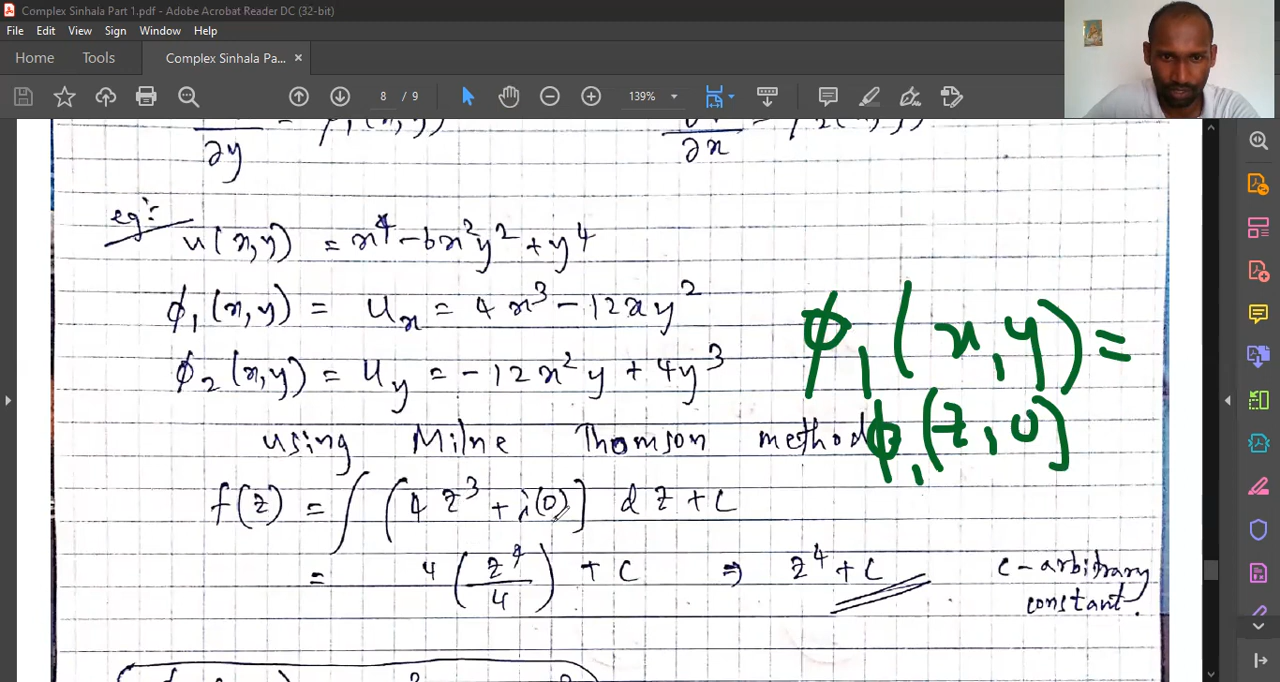 Complex Sinhala Part 1.pdf - Adobe Acrobat Reader DC (32-bit)
File Edit View Sign Window Help
Home Tools Complex Sinhala Pa... ×
8 / 9 139%
∂y ∂x
eg:
u(x,y) = x⁴ - 6x²y² + y⁴
ϕ₁(x,y) = uₓ = 4x³ - 12xy²
ϕ₂(x,y) = u_y = -12x²y + 4y³
ϕ₁(x,y) =
ϕ₁(z,0)
using Milne Thomson method
f(z) = ∫(4z³ + i(0)] dz + c
= 4(z⁴/4) + c ⇒ z⁴ + c c - arbitrary
constant.